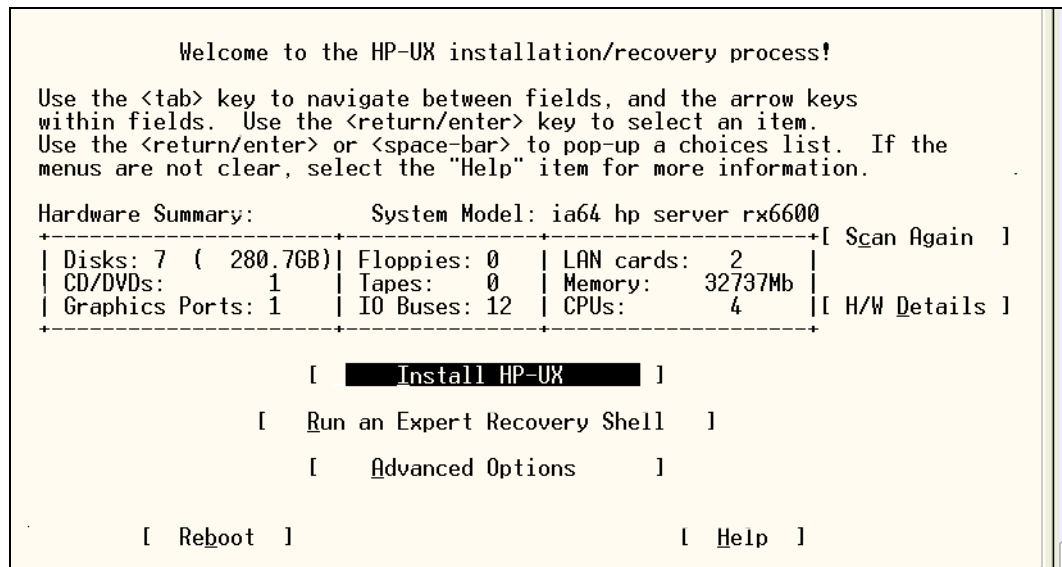 Welcome to the HP-UX installation/recovery process!
Use the <tab> key to navigate between fields, and the arrow keys
within fields.  Use the <return/enter> key to select an item.
Use the <return/enter> or <space-bar> to pop-up a choices list.  If the
menus are not clear, select the "Help" item for more information.
Hardware Summary:          System Model: ia64 hp server rx6600
+---------------------+---------------+-------------------+[ Scan Again  ]
| Disks: 7  (  280.7GB)| Floppies: 0   | LAN cards:   2    |
| CD/DVDs:          1 | Tapes:    0   | Memory:    32737Mb |
| Graphics Ports: 1   | IO Buses: 12  | CPUs:        4     |[ H/W Details ]
+---------------------+---------------+-------------------+
[     Install HP-UX       ]
[   Run an Expert Recovery Shell   ]
[    Advanced Options      ]
[  Reboot  ]                                [  Help  ]